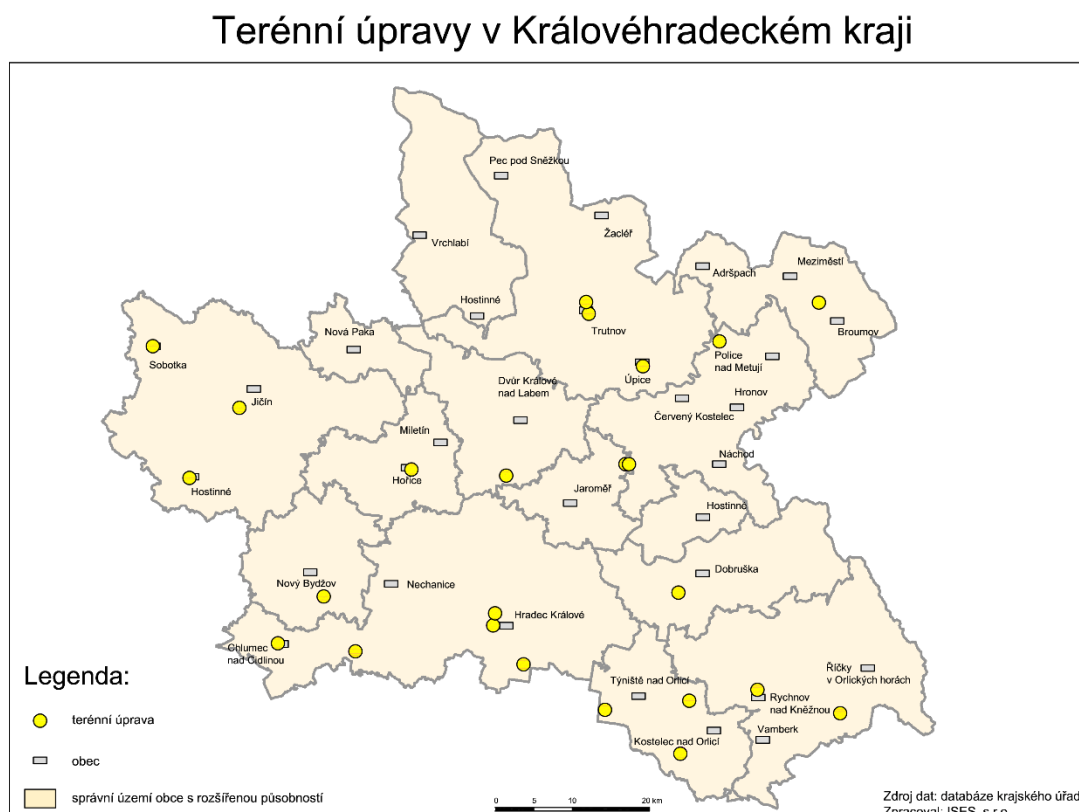 Terénní úpravy v Královéhradeckém kraji
Pec pod Sněžkou
Žacléř
Vrchlabí
Adršpach
Meziměstí
Hostinné
Trutnov
Broumov
Nová Paka
Sobotka
Police
nad Metují
Úpice
Dvůr Králové
nad Labem
Jičín
Hronov
Červený Kostelec
Miletín
Náchod
Hořice
Hostinné
Jaroměř
Hostinné
Dobruška
Nový Bydžov
Nechanice
Hradec Králové
Chlumec
nad Cidlinou
Týniště nad Orlicí
Říčky
v Orlických horách
Rychnov
nad Kněžnou
Vamberk
Kostelec nad Orlicí
Legenda:
terénní úprava
obec
správní území obce s rozšířenou působností
0 5 10 20 km
Zdroj dat: databáze krajského úřad
Zpracoval: ISES, s.r.o.